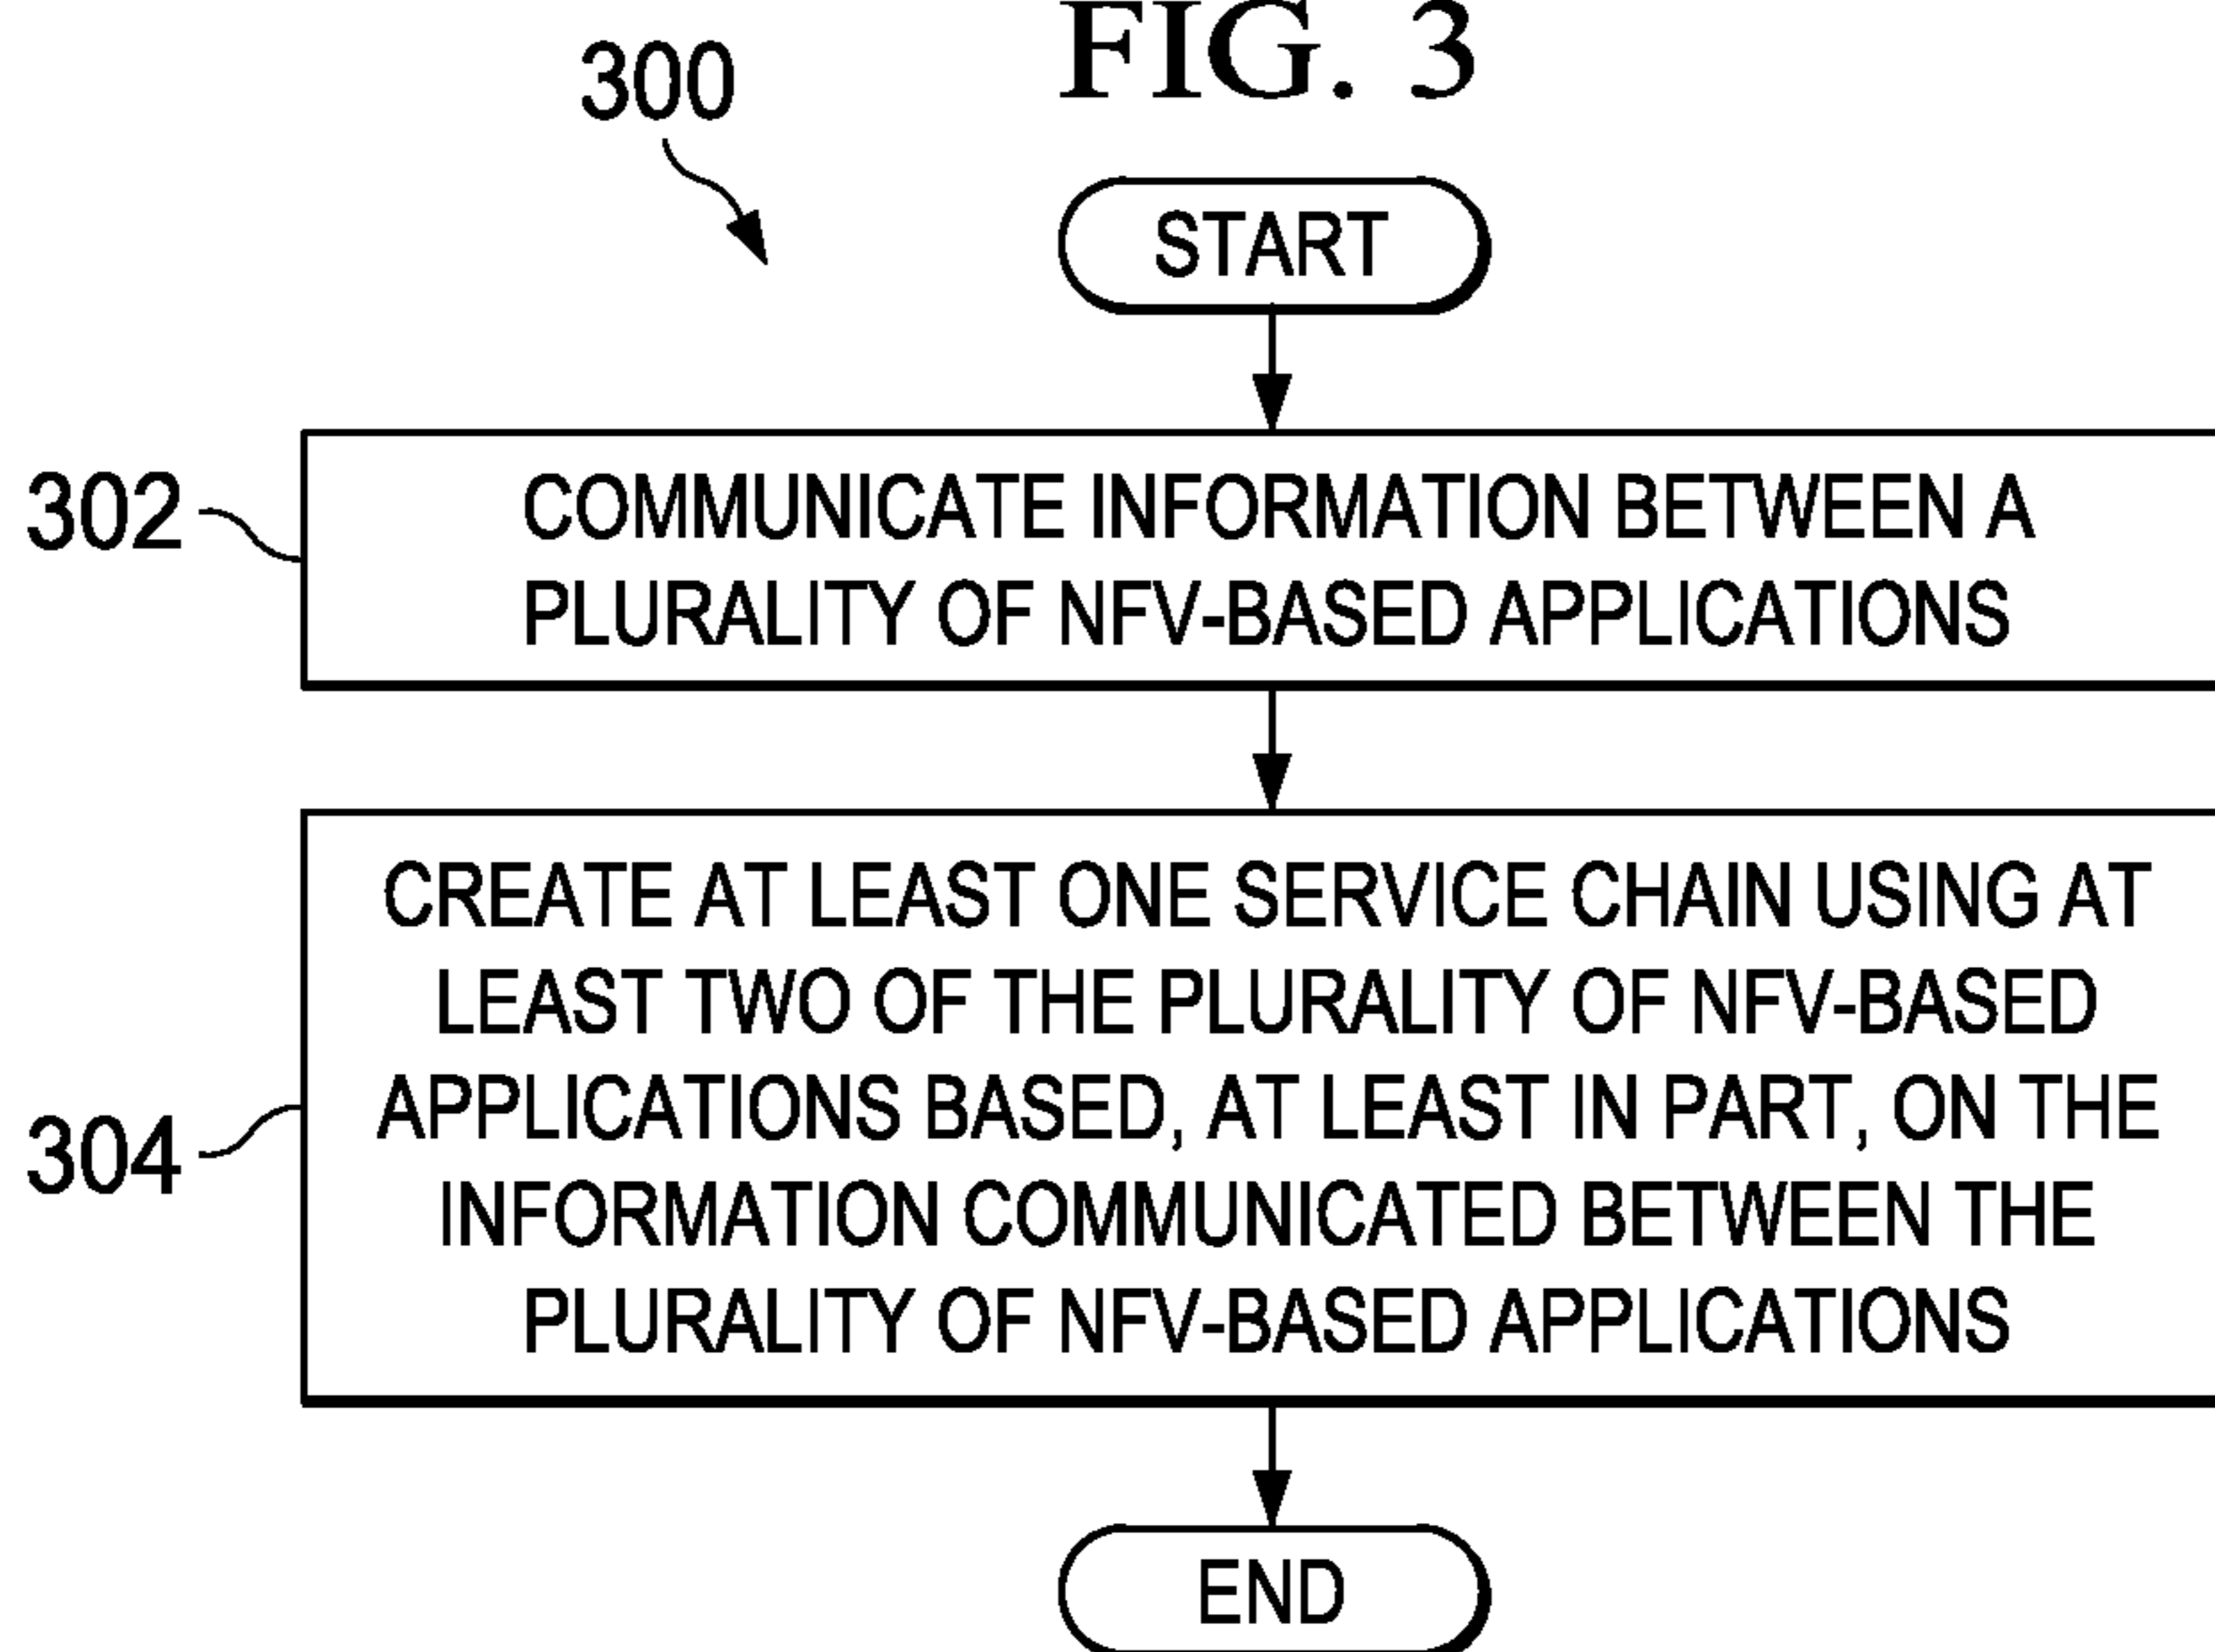 FIG. 3
300
START
302
COMMUNICATE INFORMATION BETWEEN A
PLURALITY OF NFV-BASED APPLICATIONS
304
CREATE AT LEAST ONE SERVICE CHAIN USING AT
LEAST TWO OF THE PLURALITY OF NFV-BASED
APPLICATIONS BASED, AT LEAST IN PART, ON THE
INFORMATION COMMUNICATED BETWEEN THE
PLURALITY OF NFV-BASED APPLICATIONS
END